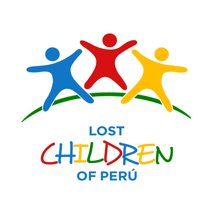 LOST
CHILDREN
OF PERÚ